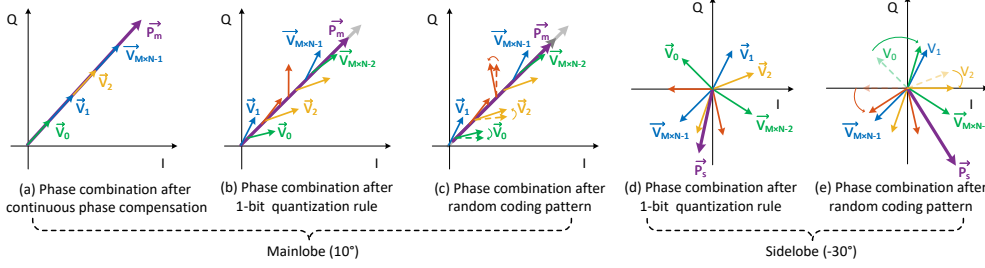 Q
Q
Q
Q
Q
P_m
V_M×N-1
V_2
V_1
V_0
I
P_m
V_M×N-1
V_M×N-2
V_1
V_2
V_0
I
P_m
V_M×N-1
V_M×N-2
V_1
V_2
V_0
I
V_0
V_1
V_2
I
V_M×N-1
V_M×N-2
P_s
V_0
V_1
V_2
I
V_M×N-1
V_M×N-2
P_s
(a) Phase combination after
continuous phase compensation
(b) Phase combination after
1-bit quantization rule
(c) Phase combination after
random coding pattern
(d) Phase combination after
1-bit quantization rule
(e) Phase combination after
random coding pattern
Mainlobe (10°)
Sidelobe (-30°)